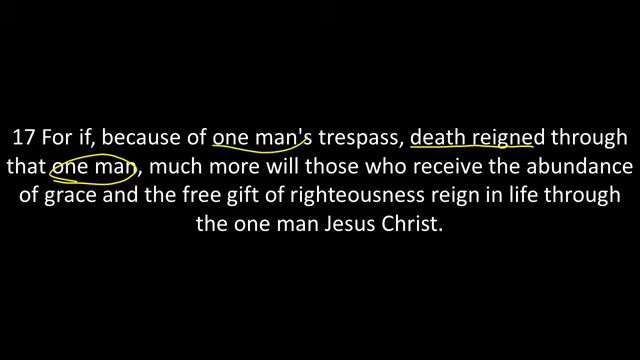 17 For if, because of one man's trespass, death reigned through
that one man, much more will those who receive the abundance
of grace and the free gift of righteousness reign in life through
the one man Jesus Christ.